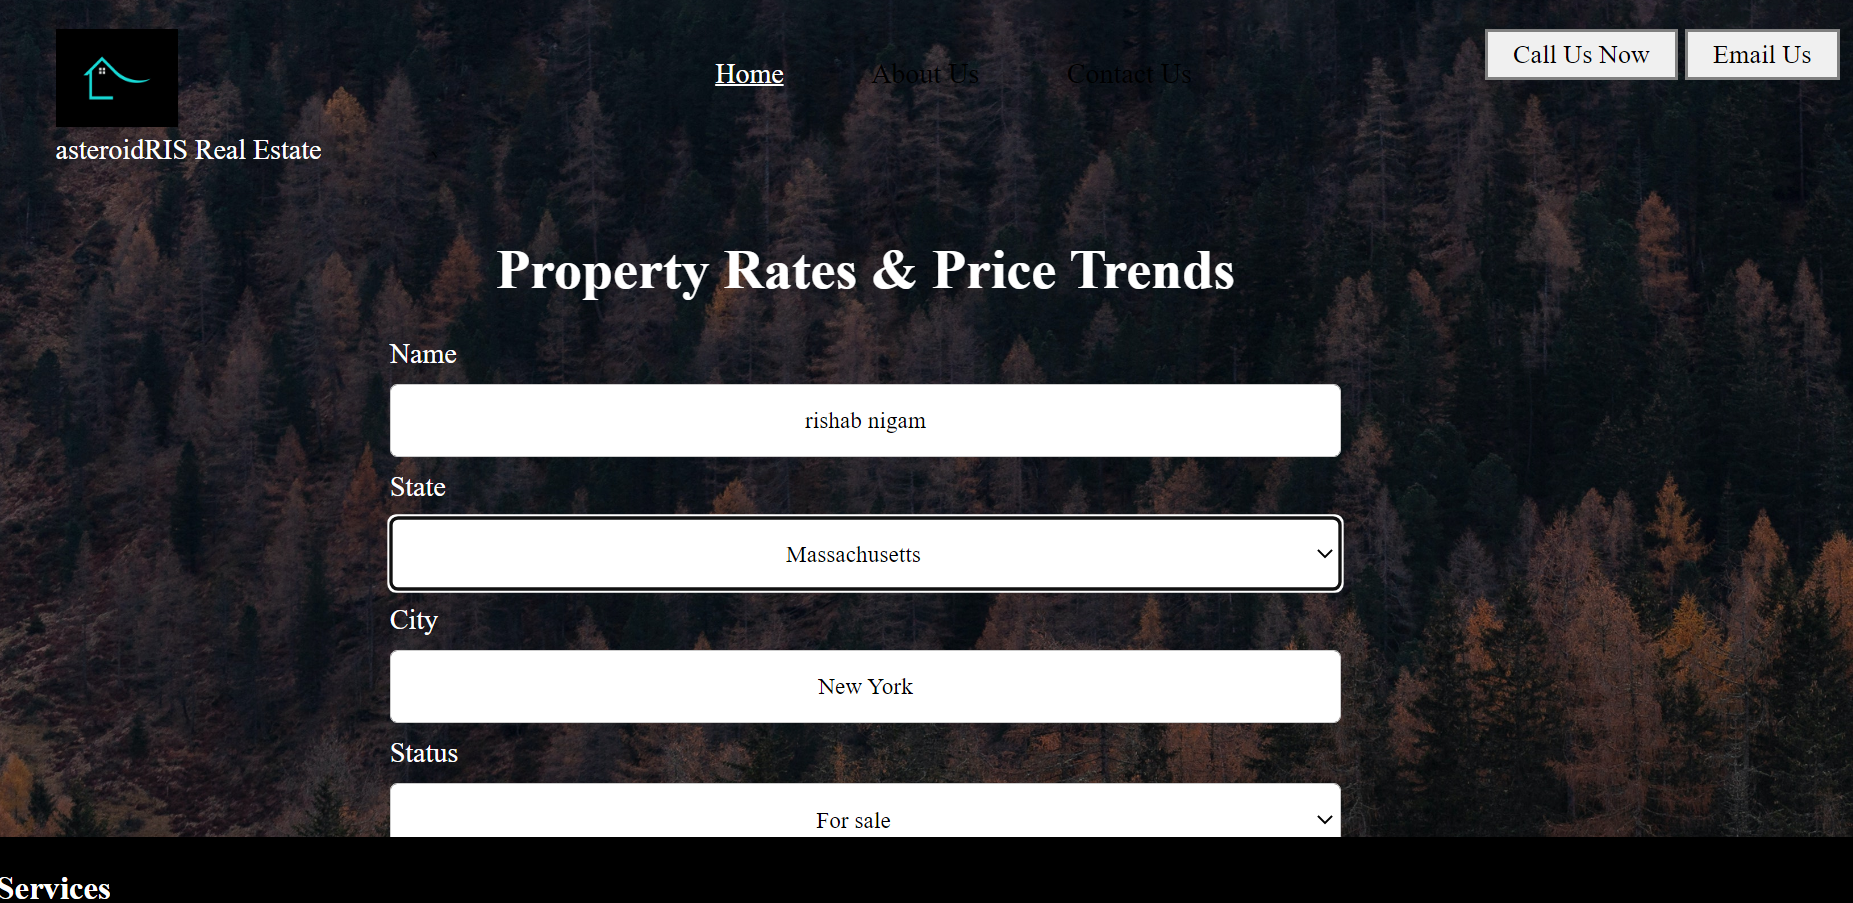 Home
About Us
Contact Us
Call Us Now
Email Us
asteroidRIS Real Estate
Property Rates & Price Trends
Name
rishab nigam
State
Massachusetts
City
New York
Status
For sale
Services